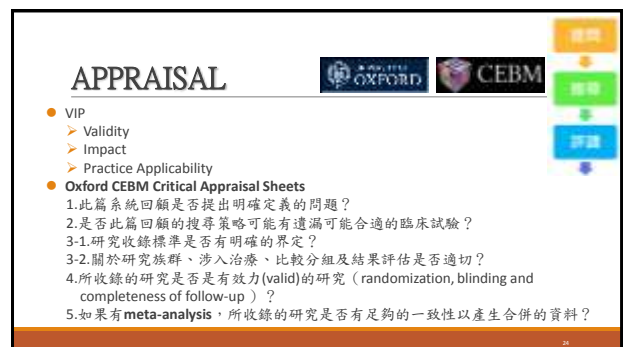 APPRAISAL
OXFORD
CEBM
VIP
Validity
Impact
Practice Applicability
Oxford CEBM Critical Appraisal Sheets
1.此篇系統回顧是否提出明確定義的問題？
2.是否此篇回顧的搜尋策略可能有遺漏可能合適的臨床試驗？
3-1.研究收錄標準是否有明確的界定？
3-2.關於研究族群、涉入治療、比較分組及結果評估是否適切？
4.所收錄的研究是否是有效力(valid)的研究（randomization, blinding and
completeness of follow-up ）？
5.如果有meta-analysis，所收錄的研究是否有足夠的一致性以產生合併的資料？
24